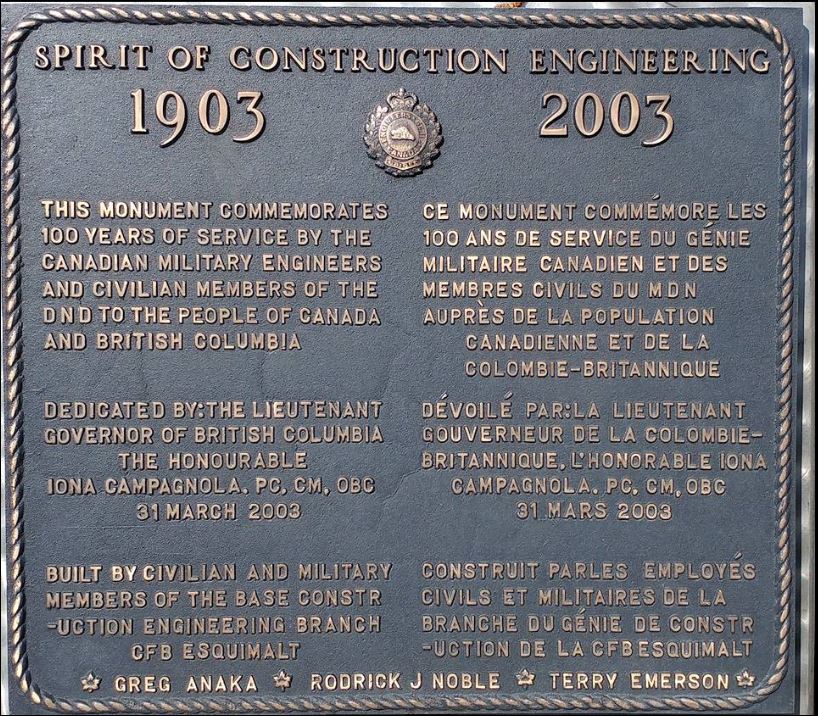 SPIRIT OF CONSTRUCTION ENGINEERING
1903 2003
THIS MONUMENT COMMEMORATES
100 YEARS OF SERVICE BY THE
CANADIAN MILITARY ENGINEERS
AND CIVILIAN MEMBERS OF THE
DND TO THE PEOPLE OF CANADA
AND BRITISH COLUMBIA
DEDICATED BY:THE LIEUTENANT
GOVERNOR OF BRITISH COLUMBIA
THE HONOURABLE
IONA CAMPAGNOLA. PC, CM, OBC
31 MARCH 2003
BUILT BY CIVILIAN AND MILITARY
MEMBERS OF THE BASE CONSTR
-UCTION ENGINEERING BRANCH
CFB ESQUIMALT
CE MONUMENT COMMÉMORE LES
100 ANS DE SERVICE DU GÉNIE
MILITAIRE CANADIEN ET DES
MEMBRES CIVILS DU MDN
AUPRÈS DE LA POPULATION
CANADIENNE ET DE LA
COLOMBIE-BRITANNIQUE
DÉVOILÉ PAR:LA LIEUTENANT
GOUVERNEUR DE LA COLOMBIE-
BRITANNIQUE, L'HONORABLE IONA
CAMPAGNOLA. PC, CM, OBC
31 MARS 2003
CONSTRUIT PARLES EMPLOYÉS
CIVILS ET MILITAIRES DE LA
BRANCHE DU GÉNIE DE CONSTR
-UCTION DE LA CFB ESQUIMALT
GREG ANAKA RODRICK J NOBLE TERRY EMERSON